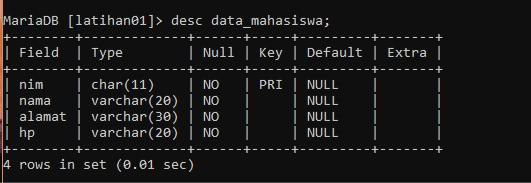 MariaDB [latihan01]> desc data_mahasiswa;
+--------+-------------+------+-----+---------+-------+
| Field  | Type        | Null | Key | Default | Extra |
+--------+-------------+------+-----+---------+-------+
| nim    | char(11)    | NO   | PRI | NULL    |       |
| nama   | varchar(20) | NO   |     | NULL    |       |
| alamat | varchar(30) | NO   |     | NULL    |       |
| hp     | varchar(20) | NO   |     | NULL    |       |
+--------+-------------+------+-----+---------+-------+
4 rows in set (0.01 sec)